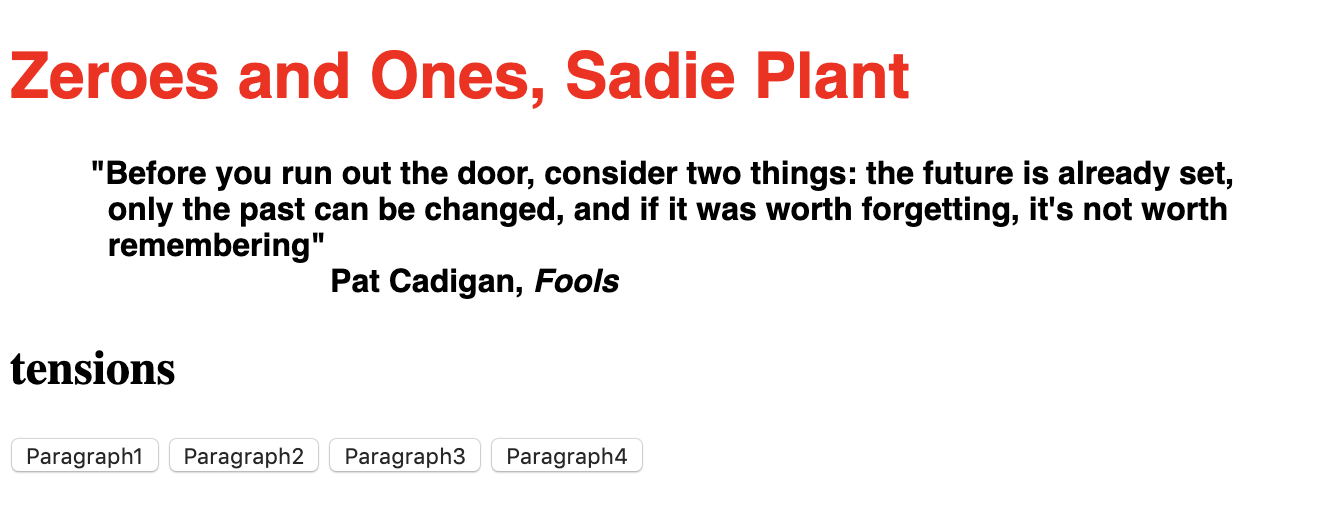 Zeroes and Ones, Sadie Plant
"Before you run out the door, consider two things: the future is already set,
only the past can be changed, and if it was worth forgetting, it's not worth
remembering"
Pat Cadigan, Fools
tensions
Paragraph1 Paragraph2 Paragraph3 Paragraph4